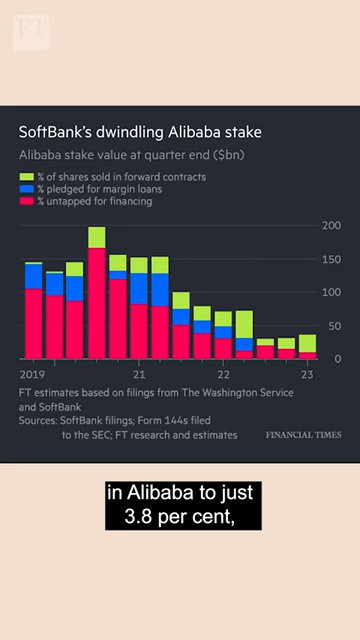 FT
SoftBank's dwindling Alibaba stake
Alibaba stake value at quarter end ($bn)
% of shares sold in forward contracts
% pledged for margin loans
% untapped for financing
200
150
100
50
0
2019
21
22
23
FT estimates based on filings from The Washington Service
and SoftBank
Sources: SoftBank filings; Form 144s filed
to the SEC; FT research and estimates
FINANCIAL TIMES
in Alibaba to just
3.8 per cent,